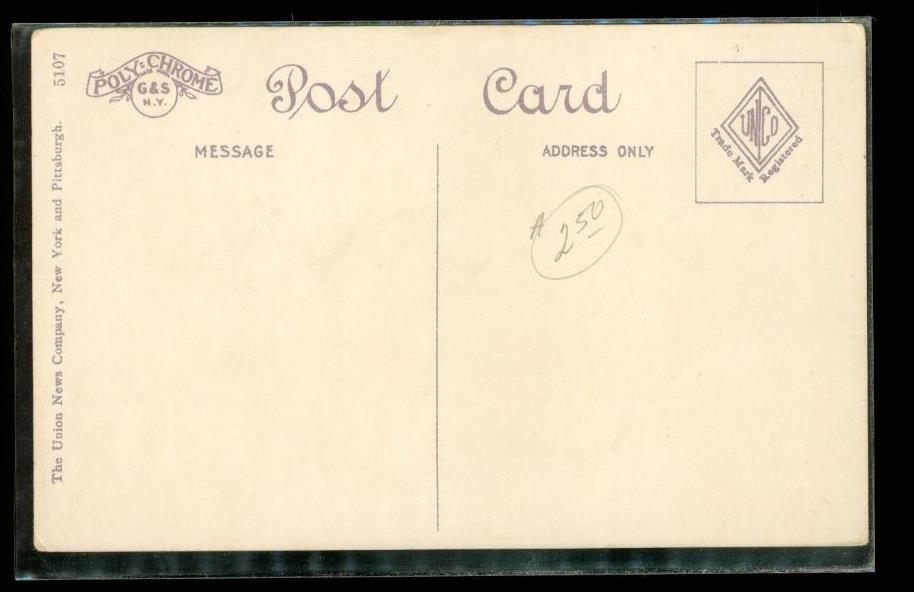 The Union News Company, New York and Pittsburgh. 5107
POLY-CHROME
G&S
N.Y.
Post Card
MESSAGE
ADDRESS ONLY
UNCO
Trade Mark Registered
A
2 50